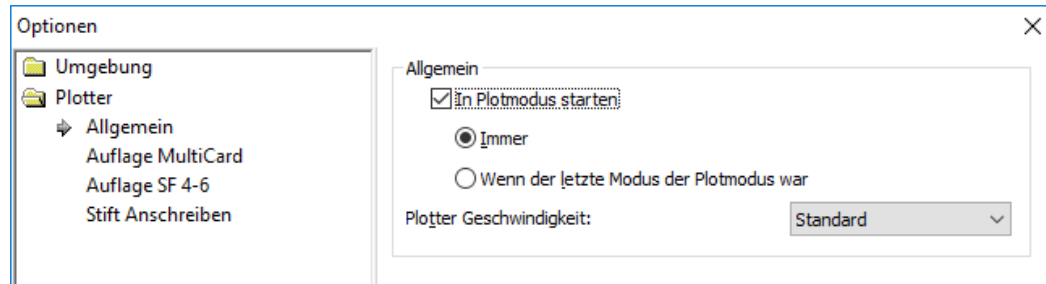 Optionen
Umgebung
Plotter
Allgemein
Auflage MultiCard
Auflage SF 4-6
Stift Anschreiben
Allgemein
In Plotmodus starten
Immer
Wenn der letzte Modus der Plotmodus war
Plotter Geschwindigkeit: Standard